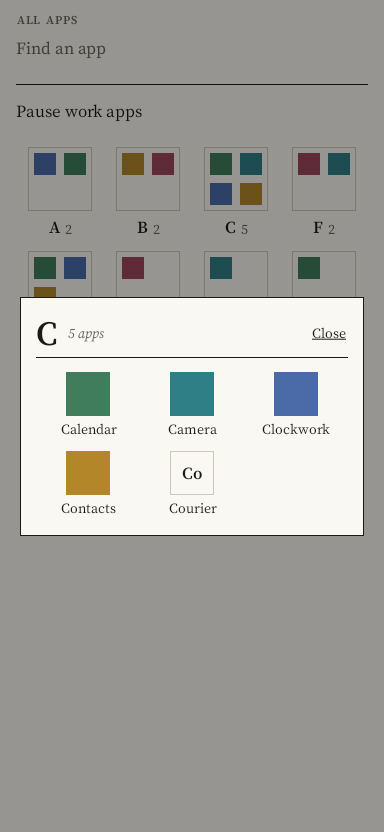 ALL APPS
Find an app
Pause work apps
A 2
B 2
C 5
F 2
C 5 apps Close
Calendar Camera Clockwork
Co
Contacts Courier